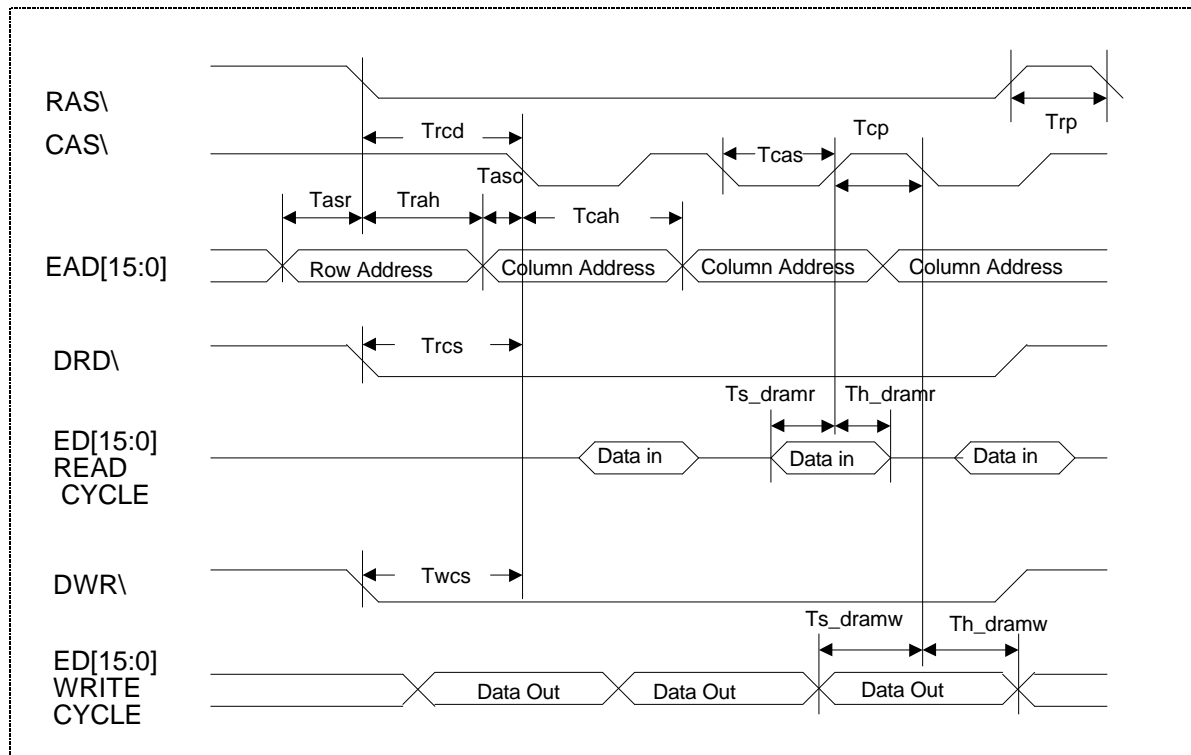 RAS\
Trp
Trcd
Tcp
CAS\
Tcas
Tasc
Tasr
Trah
Tcah
EAD[15:0]
Row Address
Column Address
Column Address
Column Address
Trcs
DRD\
Ts_dramr
Th_dramr
ED[15:0]
READ
CYCLE
Data in
Data in
Data in
DWR\
Twcs
Ts_dramw
Th_dramw
ED[15:0]
WRITE
CYCLE
Data Out
Data Out
Data Out